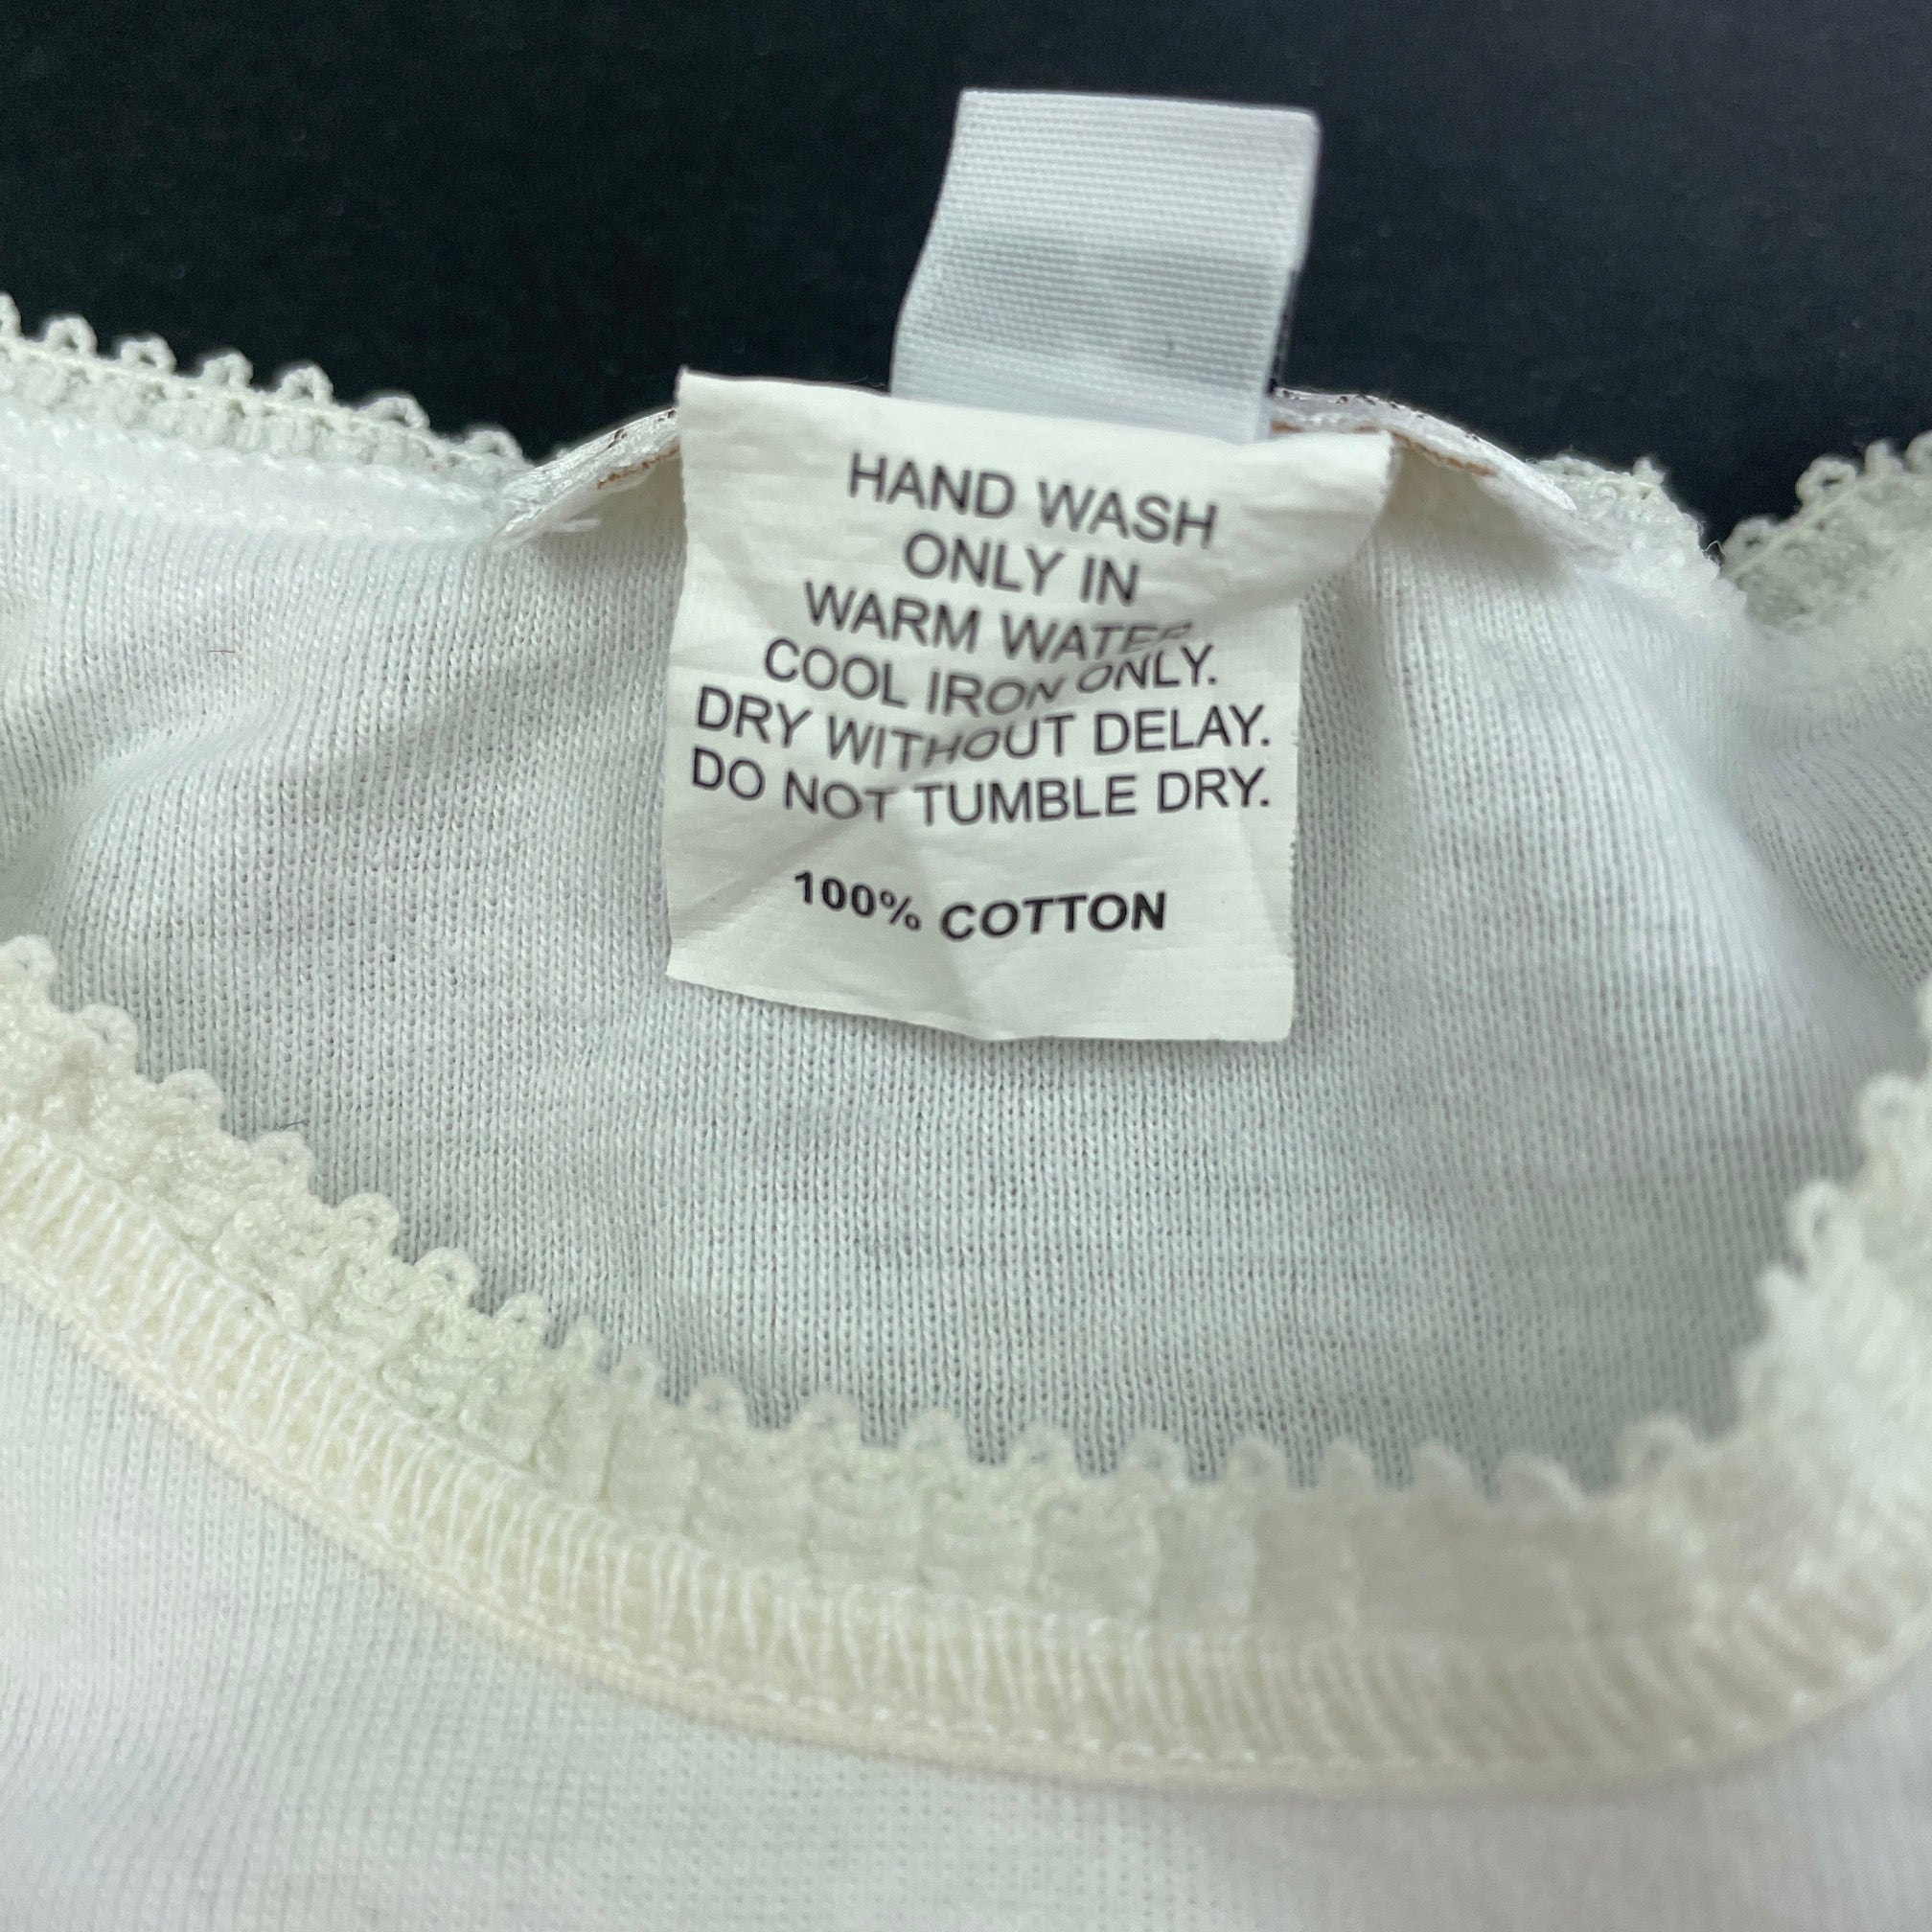 HAND WASH
ONLY IN
WARM WATER
COOL IRON ONLY.
DRY WITHOUT DELAY.
DO NOT TUMBLE DRY.
100% COTTON